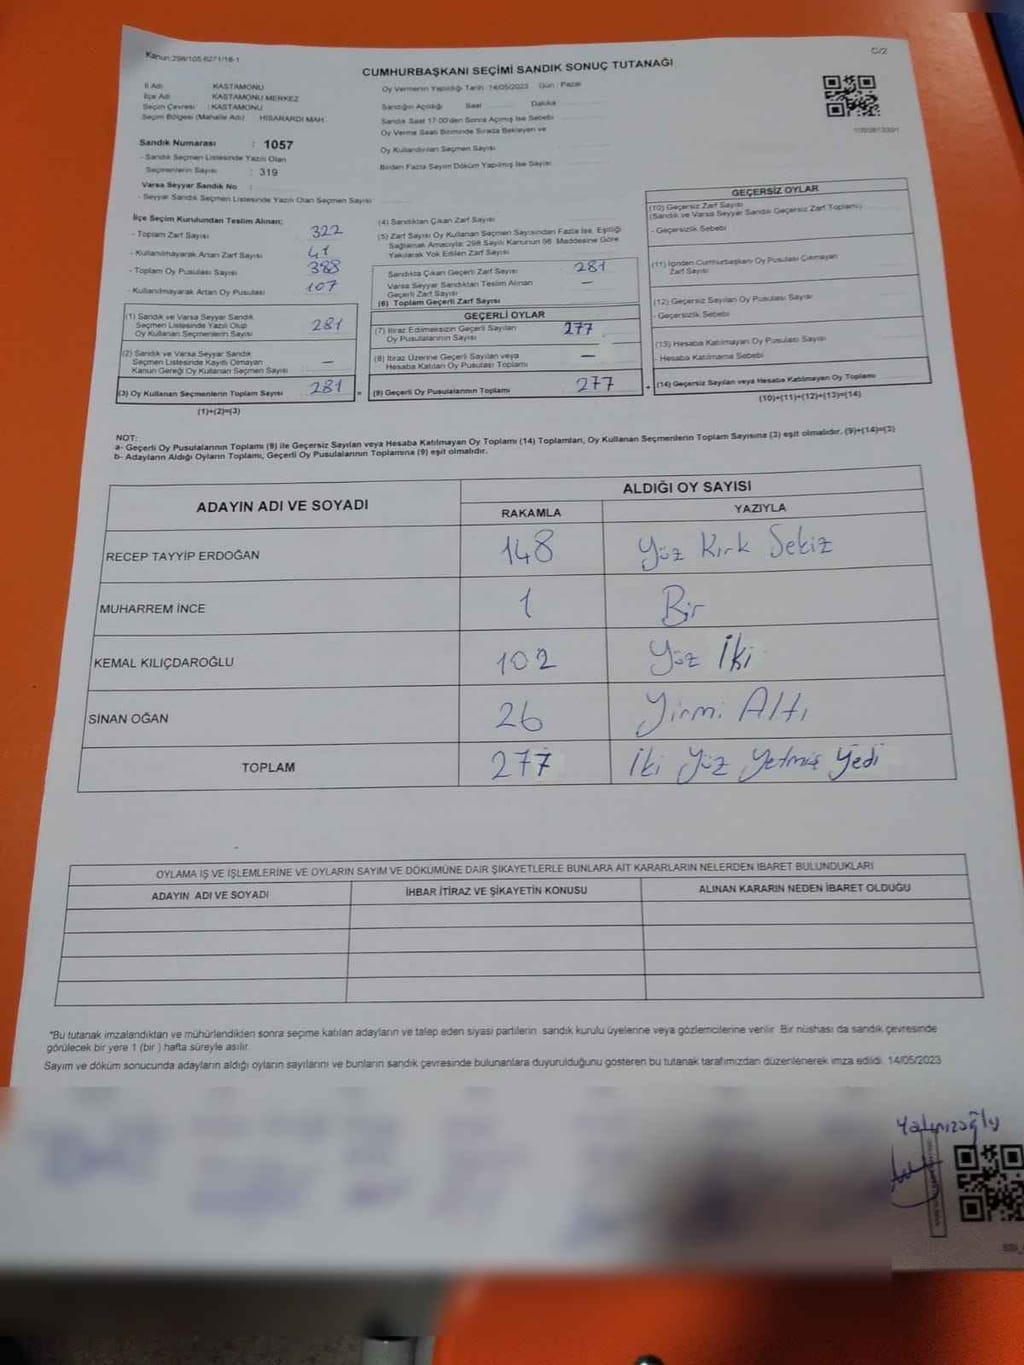 Kanun:298/105-6271/18-1
C/2
CUMHURBAŞKANI SEÇİMİ SANDIK SONUÇ TUTANAĞI
İl Adı : KASTAMONU
İlçe Adı : KASTAMONU MERKEZ
Seçim Çevresi : KASTAMONU
Seçim Bölgesi (Mahalle Adı) : HİSARARDI MAH.
Oy Vermenin Yapıldığı Tarih :14/05/2023 Gün : Pazar
Sandığın Açıldığı Saat Dakika
Sandık Saat 17:00'den Sonra Açılmış İse Sebebi
Oy Verme Saati Bitiminde Sırada Bekleyen ve
Oy Kullandırılan Seçmen Sayısı
Birden Fazla Sayım Döküm Yapılmış İse Sayısı
Sandık Numarası : 1057
- Sandık Seçmen Listesinde Yazılı Olan
Seçmenlerin Sayısı : 319
Varsa Seyyar Sandık No :
- Seyyar Sandık Seçmen Listesinde Yazılı Olan Seçmen Sayısı :
İlçe Seçim Kurulundan Teslim Alınan;
- Toplam Zarf Sayısı 322
- Kullanılmayarak Artan Zarf Sayısı 41
- Toplam Oy Pusulası Sayısı 388
- Kullanılmayarak Artan Oy Pusulası 107
(1) Sandık ve Varsa Seyyar Sandık
Seçmen Listesinde Yazılı Olup
Oy Kullanan Seçmenlerin Sayısı 281
(2) Sandık ve Varsa Seyyar Sandık
Seçmen Listesinde Kayıtlı Olmayan
Kanun Gereği Oy Kullanan Seçmen Sayısı —
(3) Oy Kullanan Seçmenlerin Toplam Sayısı 281
(1)+(2)=(3)
(4) Sandıktan Çıkan Zarf Sayısı
(5) Zarf Sayısı Oy Kullanan Seçmen Sayısından Fazla İse, Eşitliği
Sağlamak Amacıyla; 298 Sayılı Kanunun 98. Maddesine Göre
Yakılarak Yok Edilen Zarf Sayısı
Sandıkta Çıkan Geçerli Zarf Sayısı 281
Varsa Seyyar Sandıktan Teslim Alınan
Geçerli Zarf Sayısı —
(6) Toplam Geçerli Zarf Sayısı
GEÇERLİ OYLAR
(7) İtiraz Edilmeksizin Geçerli Sayılan
Oy Pusulalarının Sayısı 277
(8) İtiraz Üzerine Geçerli Sayılan veya
Hesaba Katılan Oy Pusulası Toplamı —
= (9) Geçerli Oy Pusulalarının Toplamı 277
GEÇERSİZ OYLAR
(10) Geçersiz Zarf Sayısı
(Sandık ve Varsa Seyyar Sandık Geçersiz Zarf Toplamı)
- Geçersizlik Sebebi
(11) İçinden Cumhurbaşkanı Oy Pusulası Çıkmayan
Zarf Sayısı
(12) Geçersiz Sayılan Oy Pusulası Sayısı
- Geçersizlik Sebebi
(13) Hesaba Katılmayan Oy Pusulası Sayısı
- Hesaba Katılmama Sebebi
+ (14) Geçersiz Sayılan veya Hesaba Katılmayan Oy Toplamı
(10)+(11)+(12)+(13)=(14)
NOT:
a- Geçerli Oy Pusulalarının Toplamı (9) ile Geçersiz Sayılan veya Hesaba Katılmayan Oy Toplamı (14) Toplamları, Oy Kullanan Seçmenlerin Toplam Sayısına (3) eşit olmalıdır. (9)+(14)=(3)
b- Adayların Aldığı Oyların Toplamı, Geçerli Oy Pusulalarının Toplamına (9) eşit olmalıdır.
ADAYIN ADI VE SOYADI
ALDIĞI OY SAYISI
RAKAMLA YAZIYLA
RECEP TAYYİP ERDOĞAN 148 Yüz Kırk Sekiz
MUHARREM İNCE 1 Bir
KEMAL KILIÇDAROĞLU 102 Yüz İki
SİNAN OĞAN 26 Yirmi Altı
TOPLAM 277 İki Yüz Yetmiş Yedi
OYLAMA İŞ VE İŞLEMLERİNE VE OYLARIN SAYIM VE DÖKÜMÜNE DAİR ŞİKAYETLERLE BUNLARA AİT KARARLARIN NELERDEN İBARET BULUNDUKLARI
ADAYIN ADI VE SOYADI İHBAR İTİRAZ VE ŞİKAYETİN KONUSU ALINAN KARARIN NEDEN İBARET OLDUĞU
"Bu tutanak imzalandıktan ve mühürlendikten sonra seçime katılan adayların ve talep eden siyasi partilerin sandık kurulu üyelerine veya gözlemcilerine verilir. Bir nüshası da sandık çevresinde
görülecek bir yere 1 (bir ) hafta süreyle asılır.
Sayım ve döküm sonucunda adayların aldığı oyların sayılarını ve bunların sandık çevresinde bulunanlara duyurulduğunu gösteren bu tutanak tarafımızdan düzenlenerek imza edildi. 14/05/2023